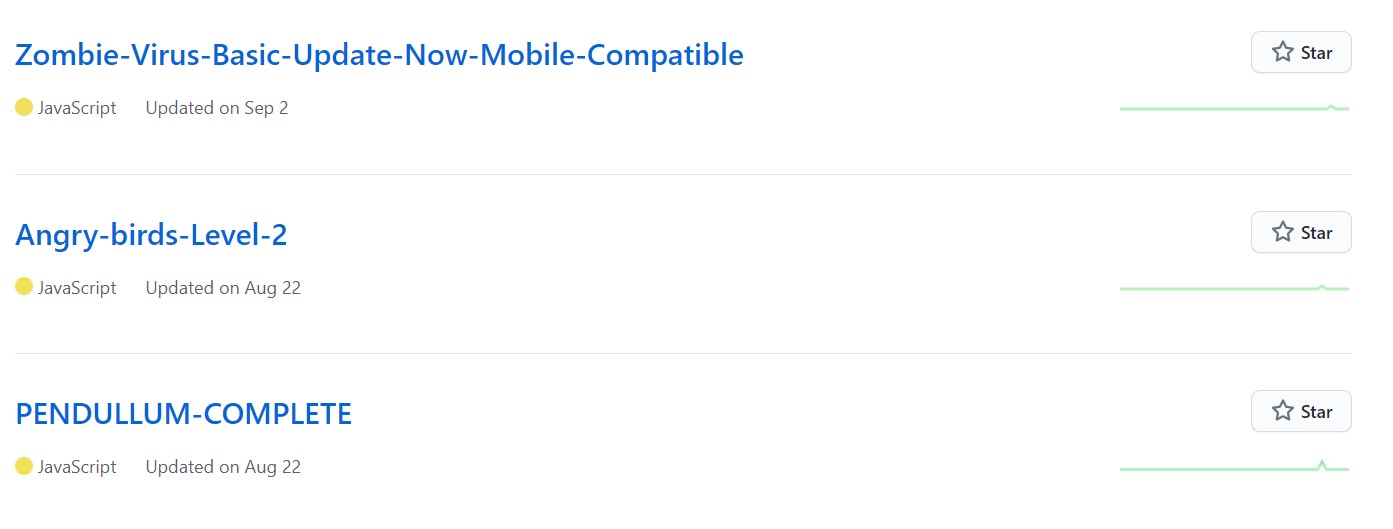 Zombie-Virus-Basic-Update-Now-Mobile-Compatible
Star
JavaScript Updated on Sep 2
Angry-birds-Level-2
Star
JavaScript Updated on Aug 22
PENDULLUM-COMPLETE
Star
JavaScript Updated on Aug 22